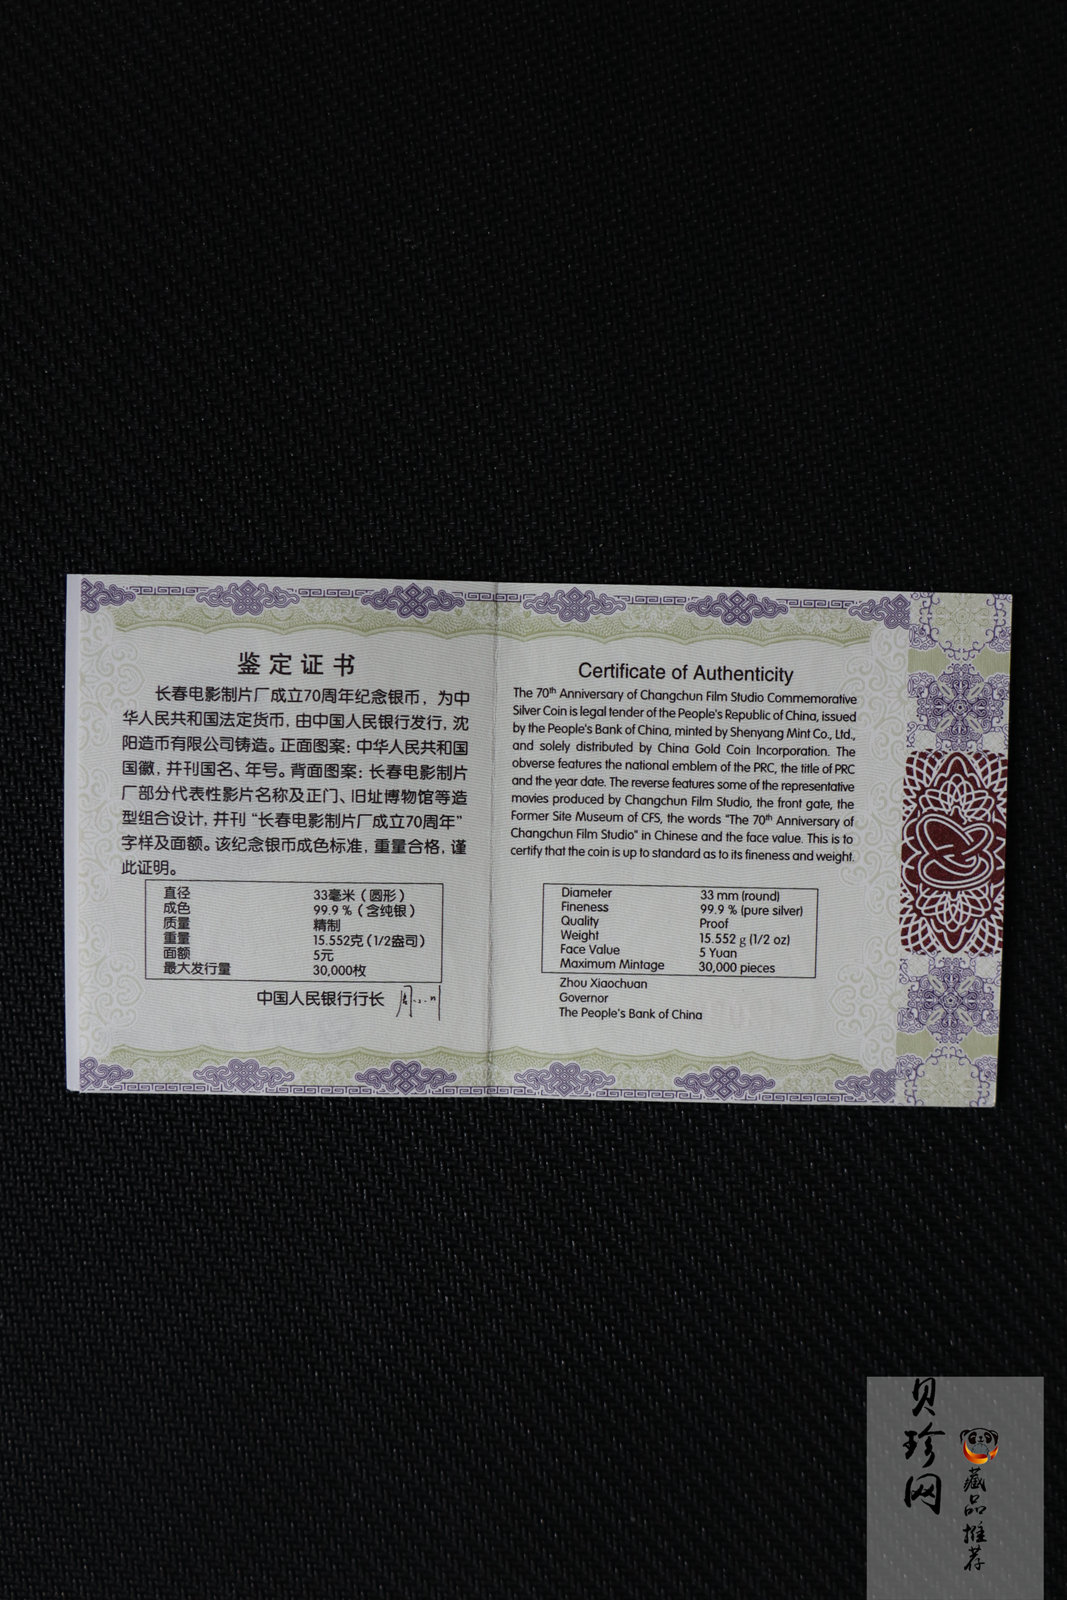 鉴定证书
长春电影制片厂成立70周年纪念银币，为中
华人民共和国法定货币，由中国人民银行发行，沈
阳造币有限公司铸造。正面图案：中华人民共和国
国徽，并刊国名、年号。背面图案：长春电影制片
厂部分代表性影片名称及正门、旧址博物馆等造
型组合设计，并刊“长春电影制片厂成立70周年”
字样及面额。该纪念银币成色标准，重量合格，谨
此证明。
直径 33毫米（圆形）
成色 99.9％（含纯银）
质量 精制
重量 15.552克（1/2盎司）
面额 5元
最大发行量 30,000枚
中国人民银行行长
Certificate of Authenticity
The 70th Anniversary of Changchun Film Studio Commemorative
Silver Coin is legal tender of the People's Republic of China, issued
by the People's Bank of China, minted by Shenyang Mint Co., Ltd.,
and solely distributed by China Gold Coin Incorporation. The
obverse features the national emblem of the PRC, the title of PRC
and the year date. The reverse features some of the representative
movies produced by Changchun Film Studio, the front gate, the
Former Site Museum of CFS, the words "The 70th Anniversary of
Changchun Film Studio" in Chinese and the face value. This is to
certify that the coin is up to standard as to its fineness and weight.
Diameter 33 mm (round)
Fineness 99.9 % (pure silver)
Quality Proof
Weight 15.552 g (1/2 oz)
Face Value 5 Yuan
Maximum Mintage 30,000 pieces
Zhou Xiaochuan
Governor
The People's Bank of China
贝珍网
藏品推荐